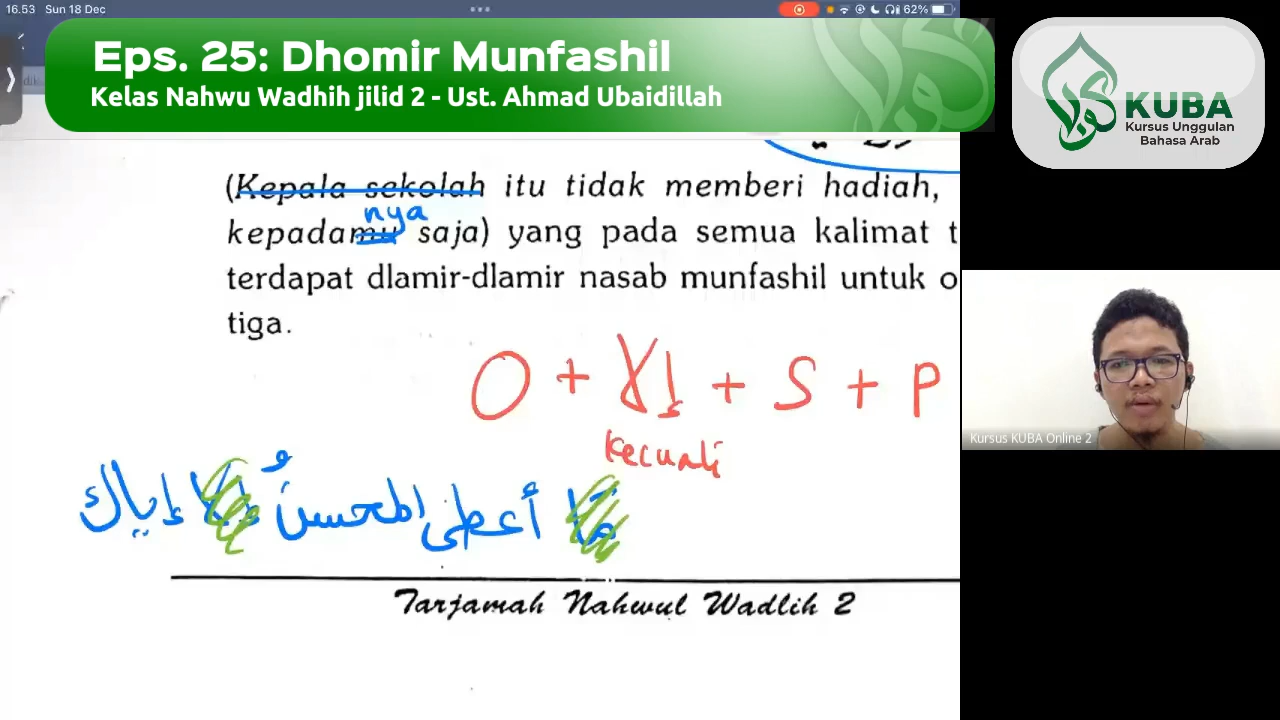 16.53 Sun 18 Dec
62%
Eps. 25: Dhomir Munfashil
Kelas Nahwu Wadhih jilid 2 - Ust. Ahmad Ubaidillah
KUBA
Kursus Unggulan
Bahasa Arab
(Kepala sekolah itu tidak memberi hadiah,
nya
kepadamu saja) yang pada semua kalimat t
terdapat dlamir-dlamir nasab munfashil untuk o
tiga.
O + إلا + S + P
kecuali
ما أعطى المحسنُ إلا إياك
Tarjamah Nahwul Wadlih 2
Kursus KUBA Online 2